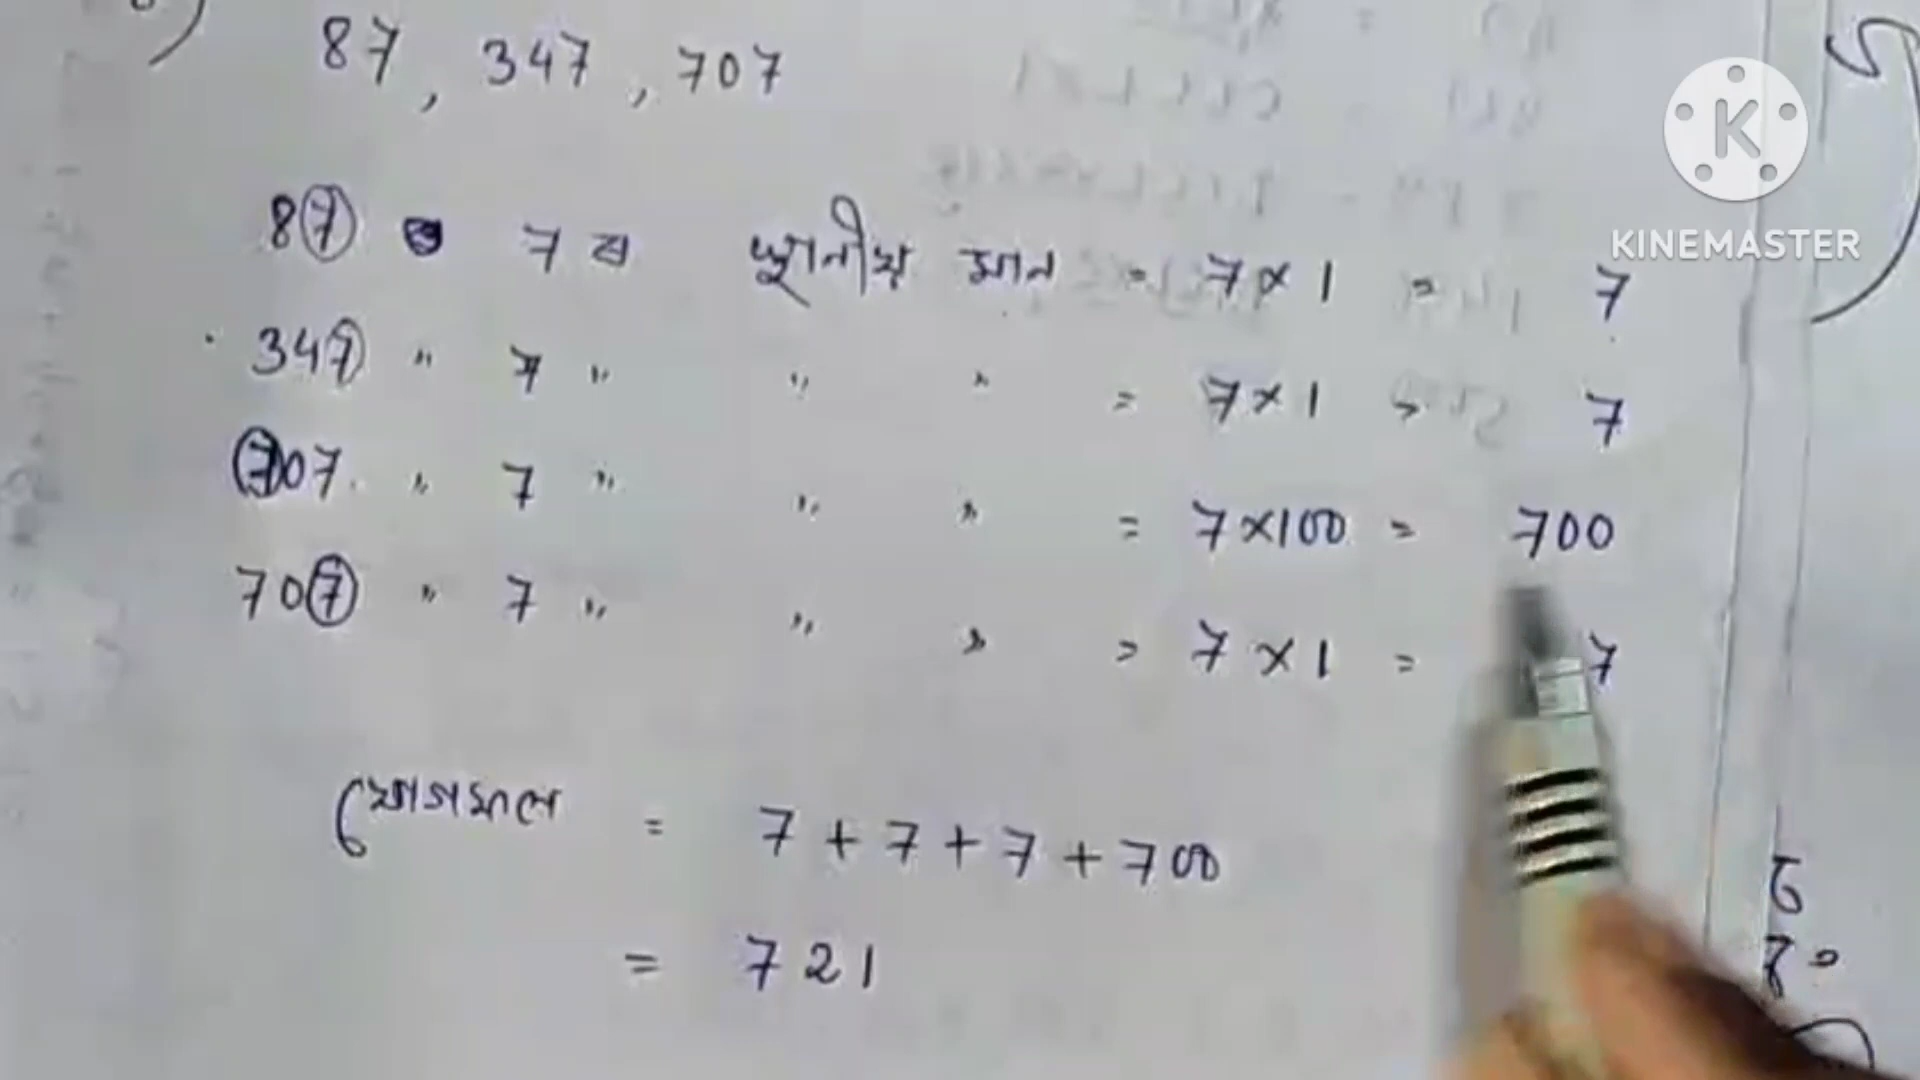 87, 347, 707
87 ত 7 ৰ স্থানীয় মান = 7×1 = 7
347 " 7 " " " = 7×1 = 7
707 " 7 " " " = 7×100 = 700
707 " 7 " " " = 7×1 = 7
যোগফল = 7+7+7+700
= 721
KINEMASTER